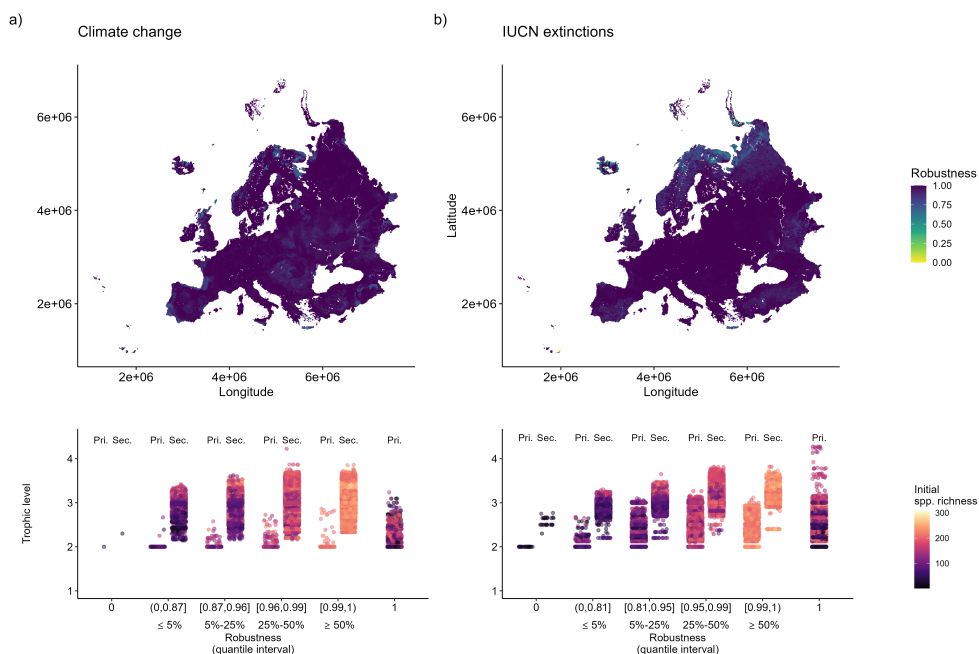 a)
b)
Climate change
IUCN extinctions
6e+06
4e+06
2e+06
2e+06
4e+06
6e+06
Longitude
Latitude
6e+06
4e+06
2e+06
2e+06
4e+06
6e+06
Longitude
Robustness
1.00
0.75
0.50
0.25
0.00
Pri. Sec.
Pri. Sec.
Pri. Sec.
Pri. Sec.
Pri. Sec.
Pri.
Trophic level
4
3
2
1
0
(0,0.87]
[0.87,0.96]
[0.96,0.99]
[0.99,1)
1
≤ 5%
5%-25%
25%-50%
≥ 50%
Robustness
(quantile interval)
Pri. Sec.
Pri. Sec.
Pri. Sec.
Pri. Sec.
Pri. Sec.
Pri.
4
3
2
1
0
(0,0.81]
[0.81,0.95]
[0.95,0.99]
[0.99,1)
1
≤ 5%
5%-25%
25%-50%
≥ 50%
Robustness
(quantile interval)
Initial
spp. richness
300
200
100